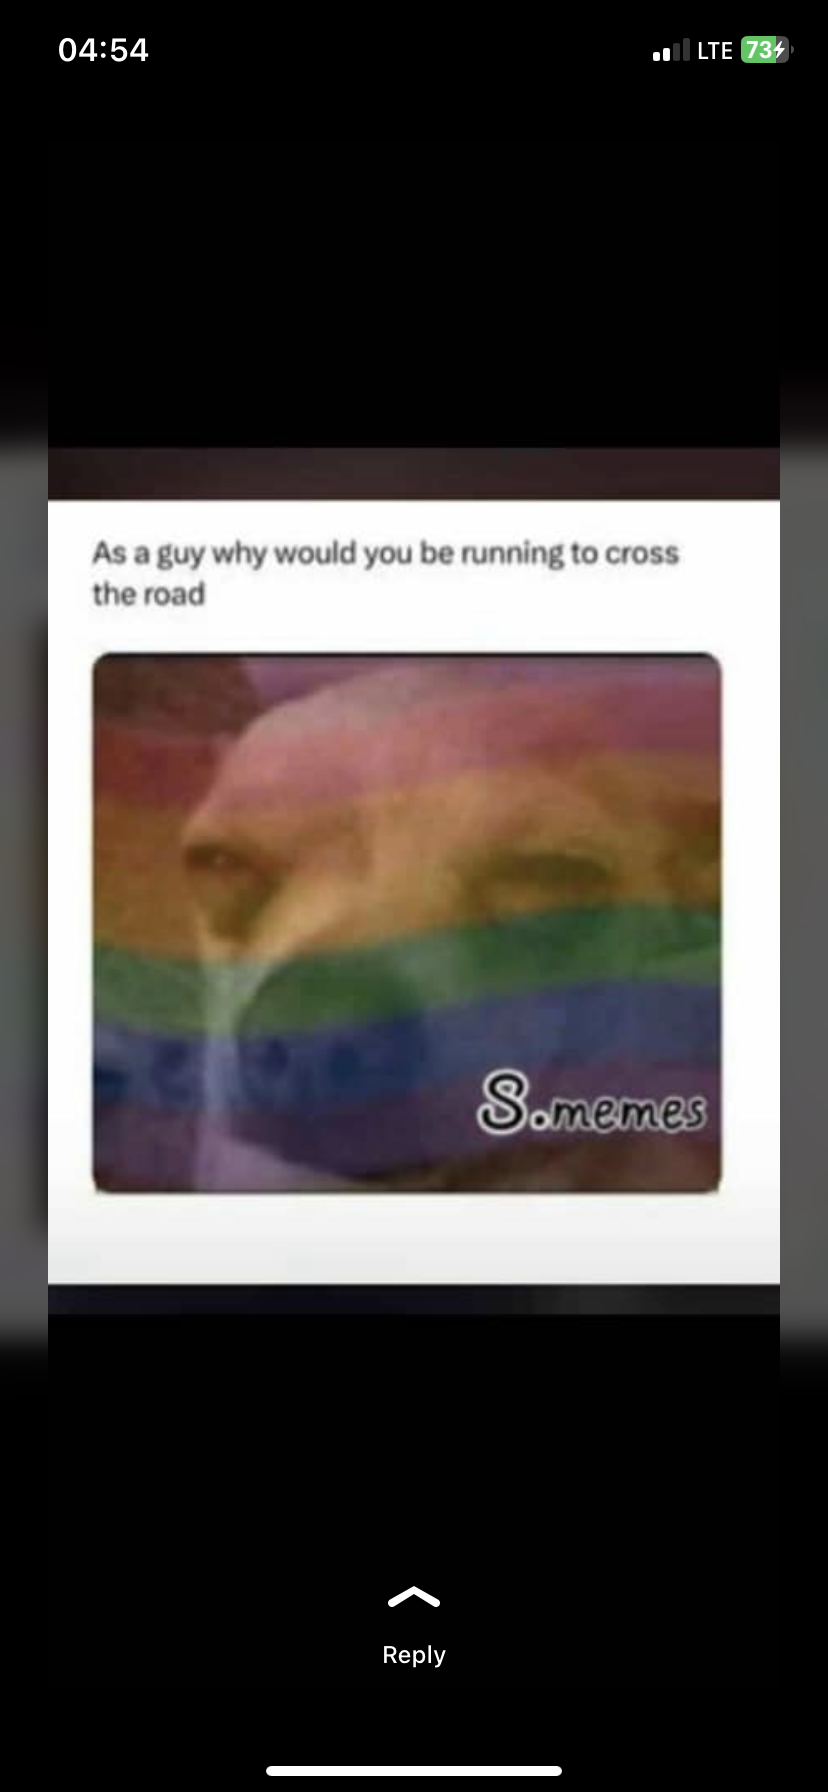 04:54
LTE 73
As a guy why would you be running to cross
the road
S.memes
Reply